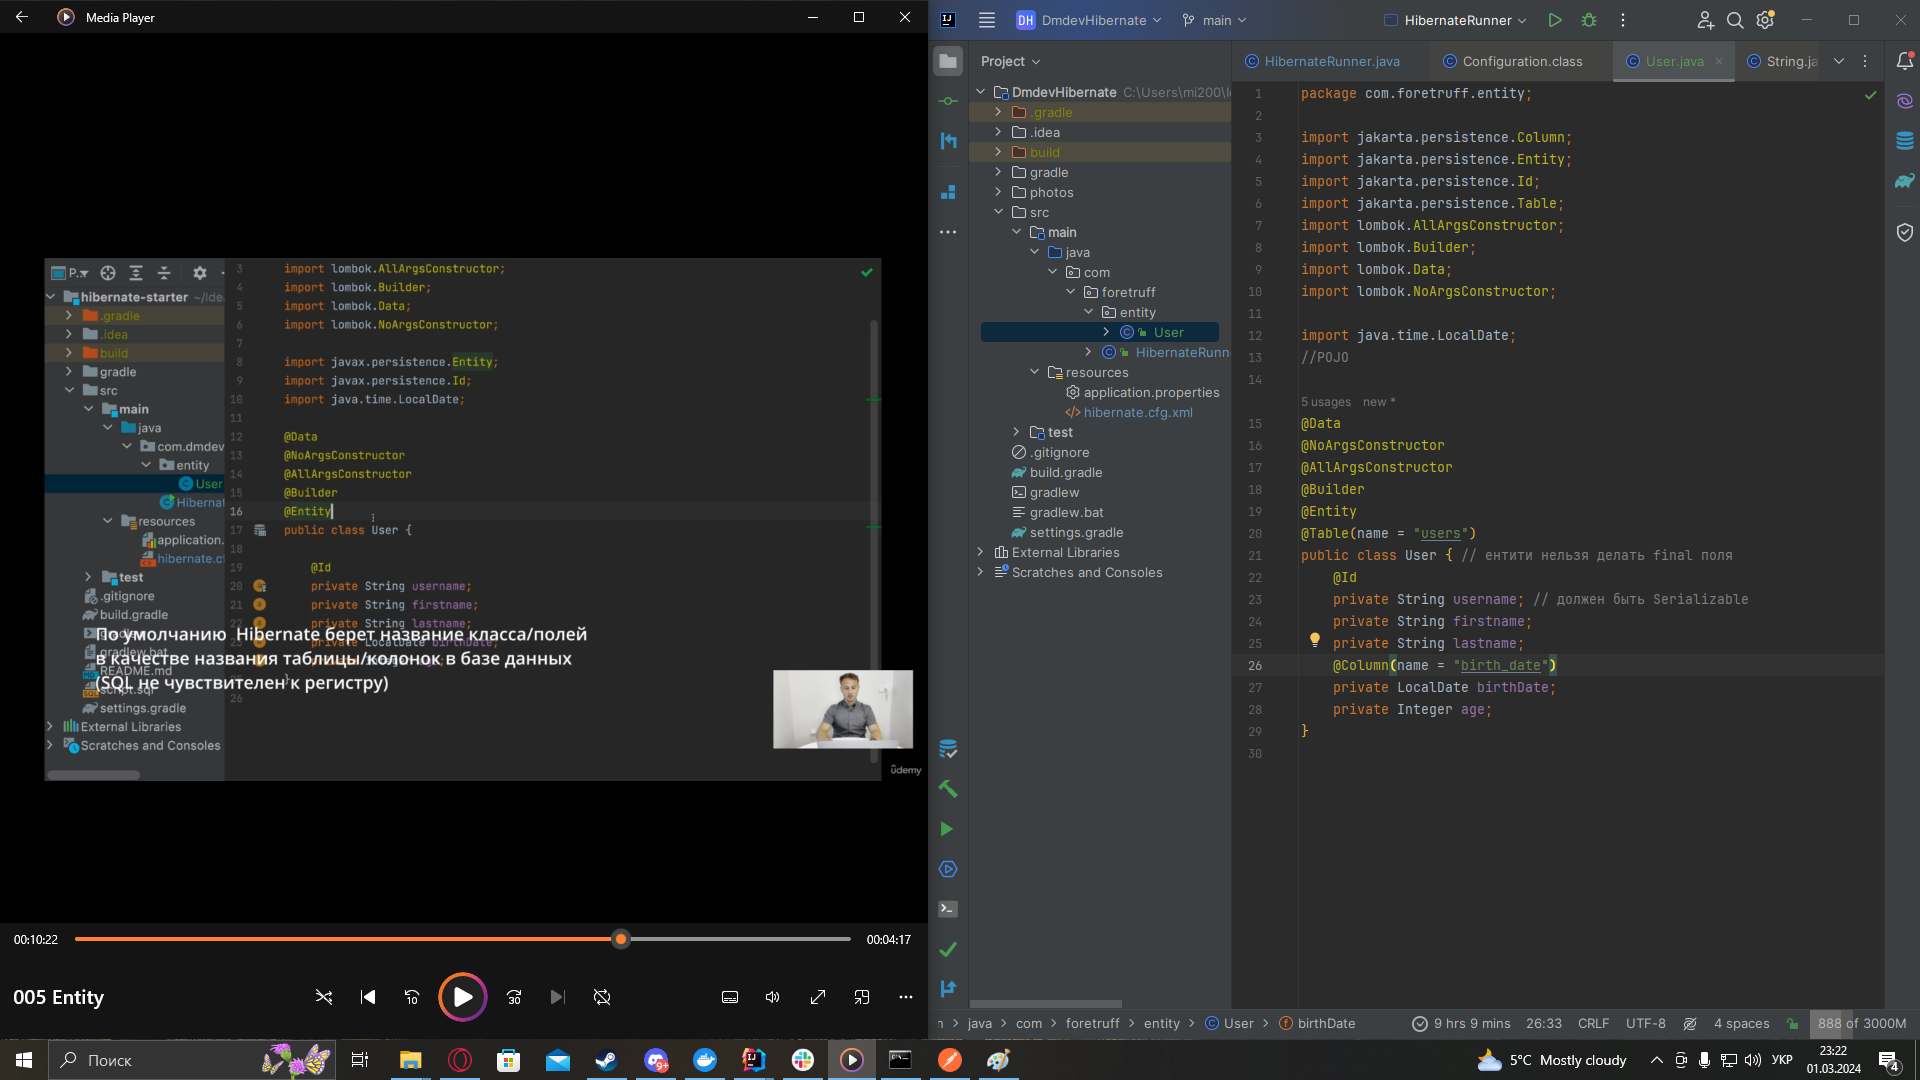 Media Player
P...
hibernate-starter ~/Ide
.gradle
.idea
build
gradle
src
main
java
com.dmdev
entity
User
Hibernat
resources
application.
hibernate.cf
test
.gitignore
build.gradle
gradlew
gradlew.bat
README.md
script.sql
settings.gradle
External Libraries
Scratches and Consoles
3 import lombok.AllArgsConstructor;
4 import lombok.Builder;
5 import lombok.Data;
6 import lombok.NoArgsConstructor;
7
8 import javax.persistence.Entity;
9 import javax.persistence.Id;
10 import java.time.LocalDate;
11
12 @Data
13 @NoArgsConstructor
14 @AllArgsConstructor
15 @Builder
16 @Entity
17 public class User {
18
19 @Id
20 private String username;
21 private String firstname;
22 private String lastname;
23 private LocalDate birthDate;
26
По умолчанию Hibernate берет название класса/полей
в качестве названия таблицы/колонок в базе данных
(SQL не чувствителен к регистру)
ûdemy
00:10:22
00:04:17
005 Entity
10
30
DH DmdevHibernate
main
HibernateRunner
Project
DmdevHibernate C:\Users\mi200\I
.gradle
.idea
build
gradle
photos
src
main
java
com
foretruff
entity
User
HibernateRunn
resources
application.properties
hibernate.cfg.xml
test
.gitignore
build.gradle
gradlew
gradlew.bat
settings.gradle
External Libraries
Scratches and Consoles
HibernateRunner.java
Configuration.class
User.java
String.ja
1 package com.foretruff.entity;
2
3 import jakarta.persistence.Column;
4 import jakarta.persistence.Entity;
5 import jakarta.persistence.Id;
6 import jakarta.persistence.Table;
7 import lombok.AllArgsConstructor;
8 import lombok.Builder;
9 import lombok.Data;
10 import lombok.NoArgsConstructor;
11
12 import java.time.LocalDate;
13 //POJO
14
5 usages new *
15 @Data
16 @NoArgsConstructor
17 @AllArgsConstructor
18 @Builder
19 @Entity
20 @Table(name = "users")
21 public class User { // ентити нельзя делать final поля
22 @Id
23 private String username; // должен быть Serializable
24 private String firstname;
25 private String lastname;
26 @Column(name = "birth_date")
27 private LocalDate birthDate;
28 private Integer age;
29 }
30
n > java > com > foretruff > entity > User > birthDate
9 hrs 9 mins
26:33
CRLF
UTF-8
4 spaces
888 of 3000M
Поиск
9+
5°C Mostly cloudy
УКР
23:22
01.03.2024
4